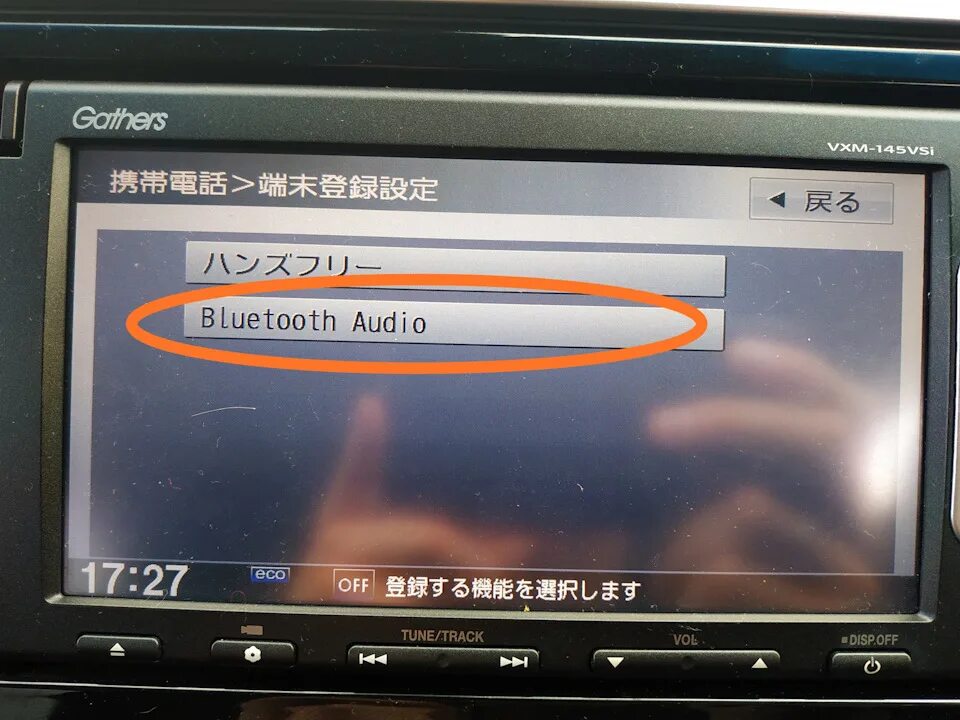 Gathers
VXM-145VSi
携帯電話>端末登録設定
◀ 戻る
ハンズフリー
Bluetooth Audio
17:27
eco
OFF 登録する機能を選択します
TUNE/TRACK
VOL
DISP.OFF